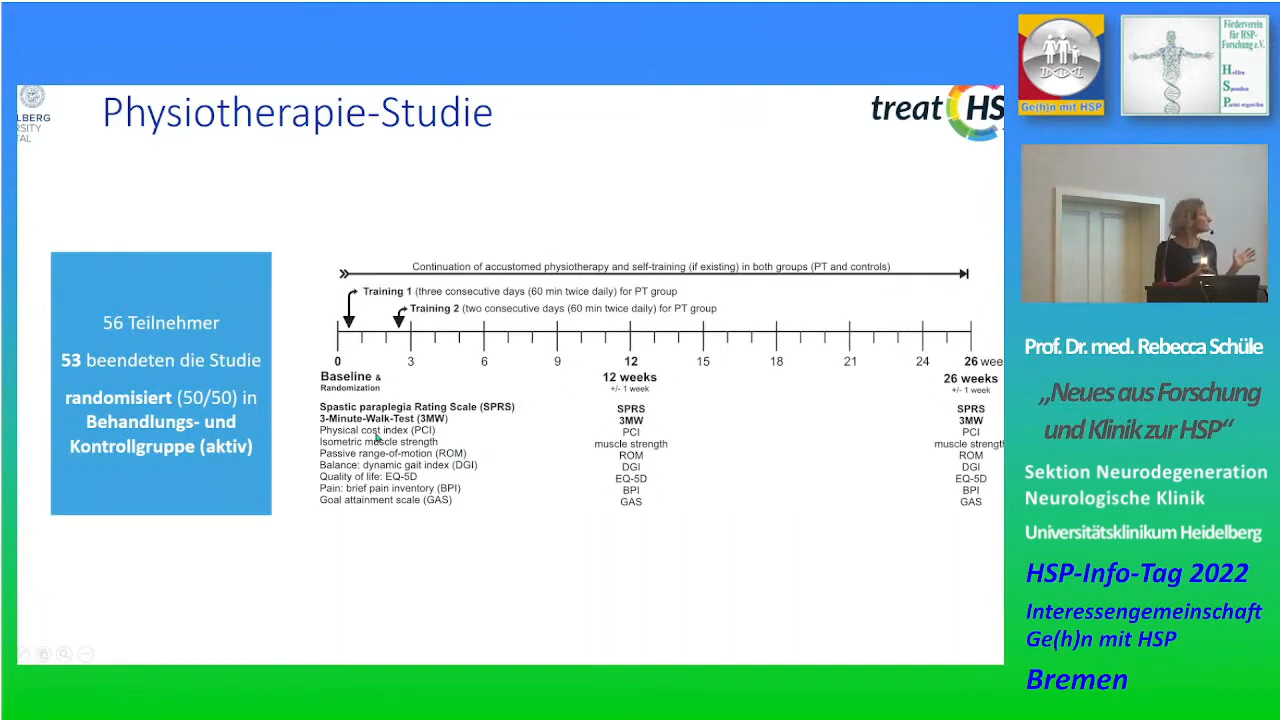 LBERG
RSITY
TAL
Physiotherapie-Studie
treat HS
56 Teilnehmer
53 beendeten die Studie
randomisiert (50/50) in
Behandlungs- und
Kontrollgruppe (aktiv)
Continuation of accustomed physiotherapy and self-training (if existing) in both groups (PT and controls)
Training 1 (three consecutive days (60 min twice daily) for PT group
Training 2 (two consecutive days (60 min twice daily) for PT group
0 3 6 9 12 15 18 21 24 26 wee
Baseline &
Randomization
12 weeks
+/- 1 week
26 weeks
+/- 1 week
Spastic paraplegia Rating Scale (SPRS)
3-Minute-Walk-Test (3MW)
Physical cost index (PCI)
Isometric muscle strength
Passive range-of-motion (ROM)
Balance: dynamic gait index (DGI)
Quality of life: EQ-5D
Pain: brief pain inventory (BPI)
Goal attainment scale (GAS)
SPRS
3MW
PCI
muscle strength
ROM
DGI
EQ-5D
BPI
GAS
SPRS
3MW
PCI
muscle strength
ROM
DGI
EQ-5D
BPI
GAS
Ge(h)n mit HSP
Förderverein
für HSP-
Forschung e.V.
Helfen
Spenden
Paties
Prof. Dr. med. Rebecca Schüle
„Neues aus Forschung
und Klinik zur HSP“
Sektion Neurodegeneration
Neurologische Klinik
Universitätsklinikum Heidelberg
HSP-Info-Tag 2022
Interessengemeinschaft
Ge(h)n mit HSP
Bremen